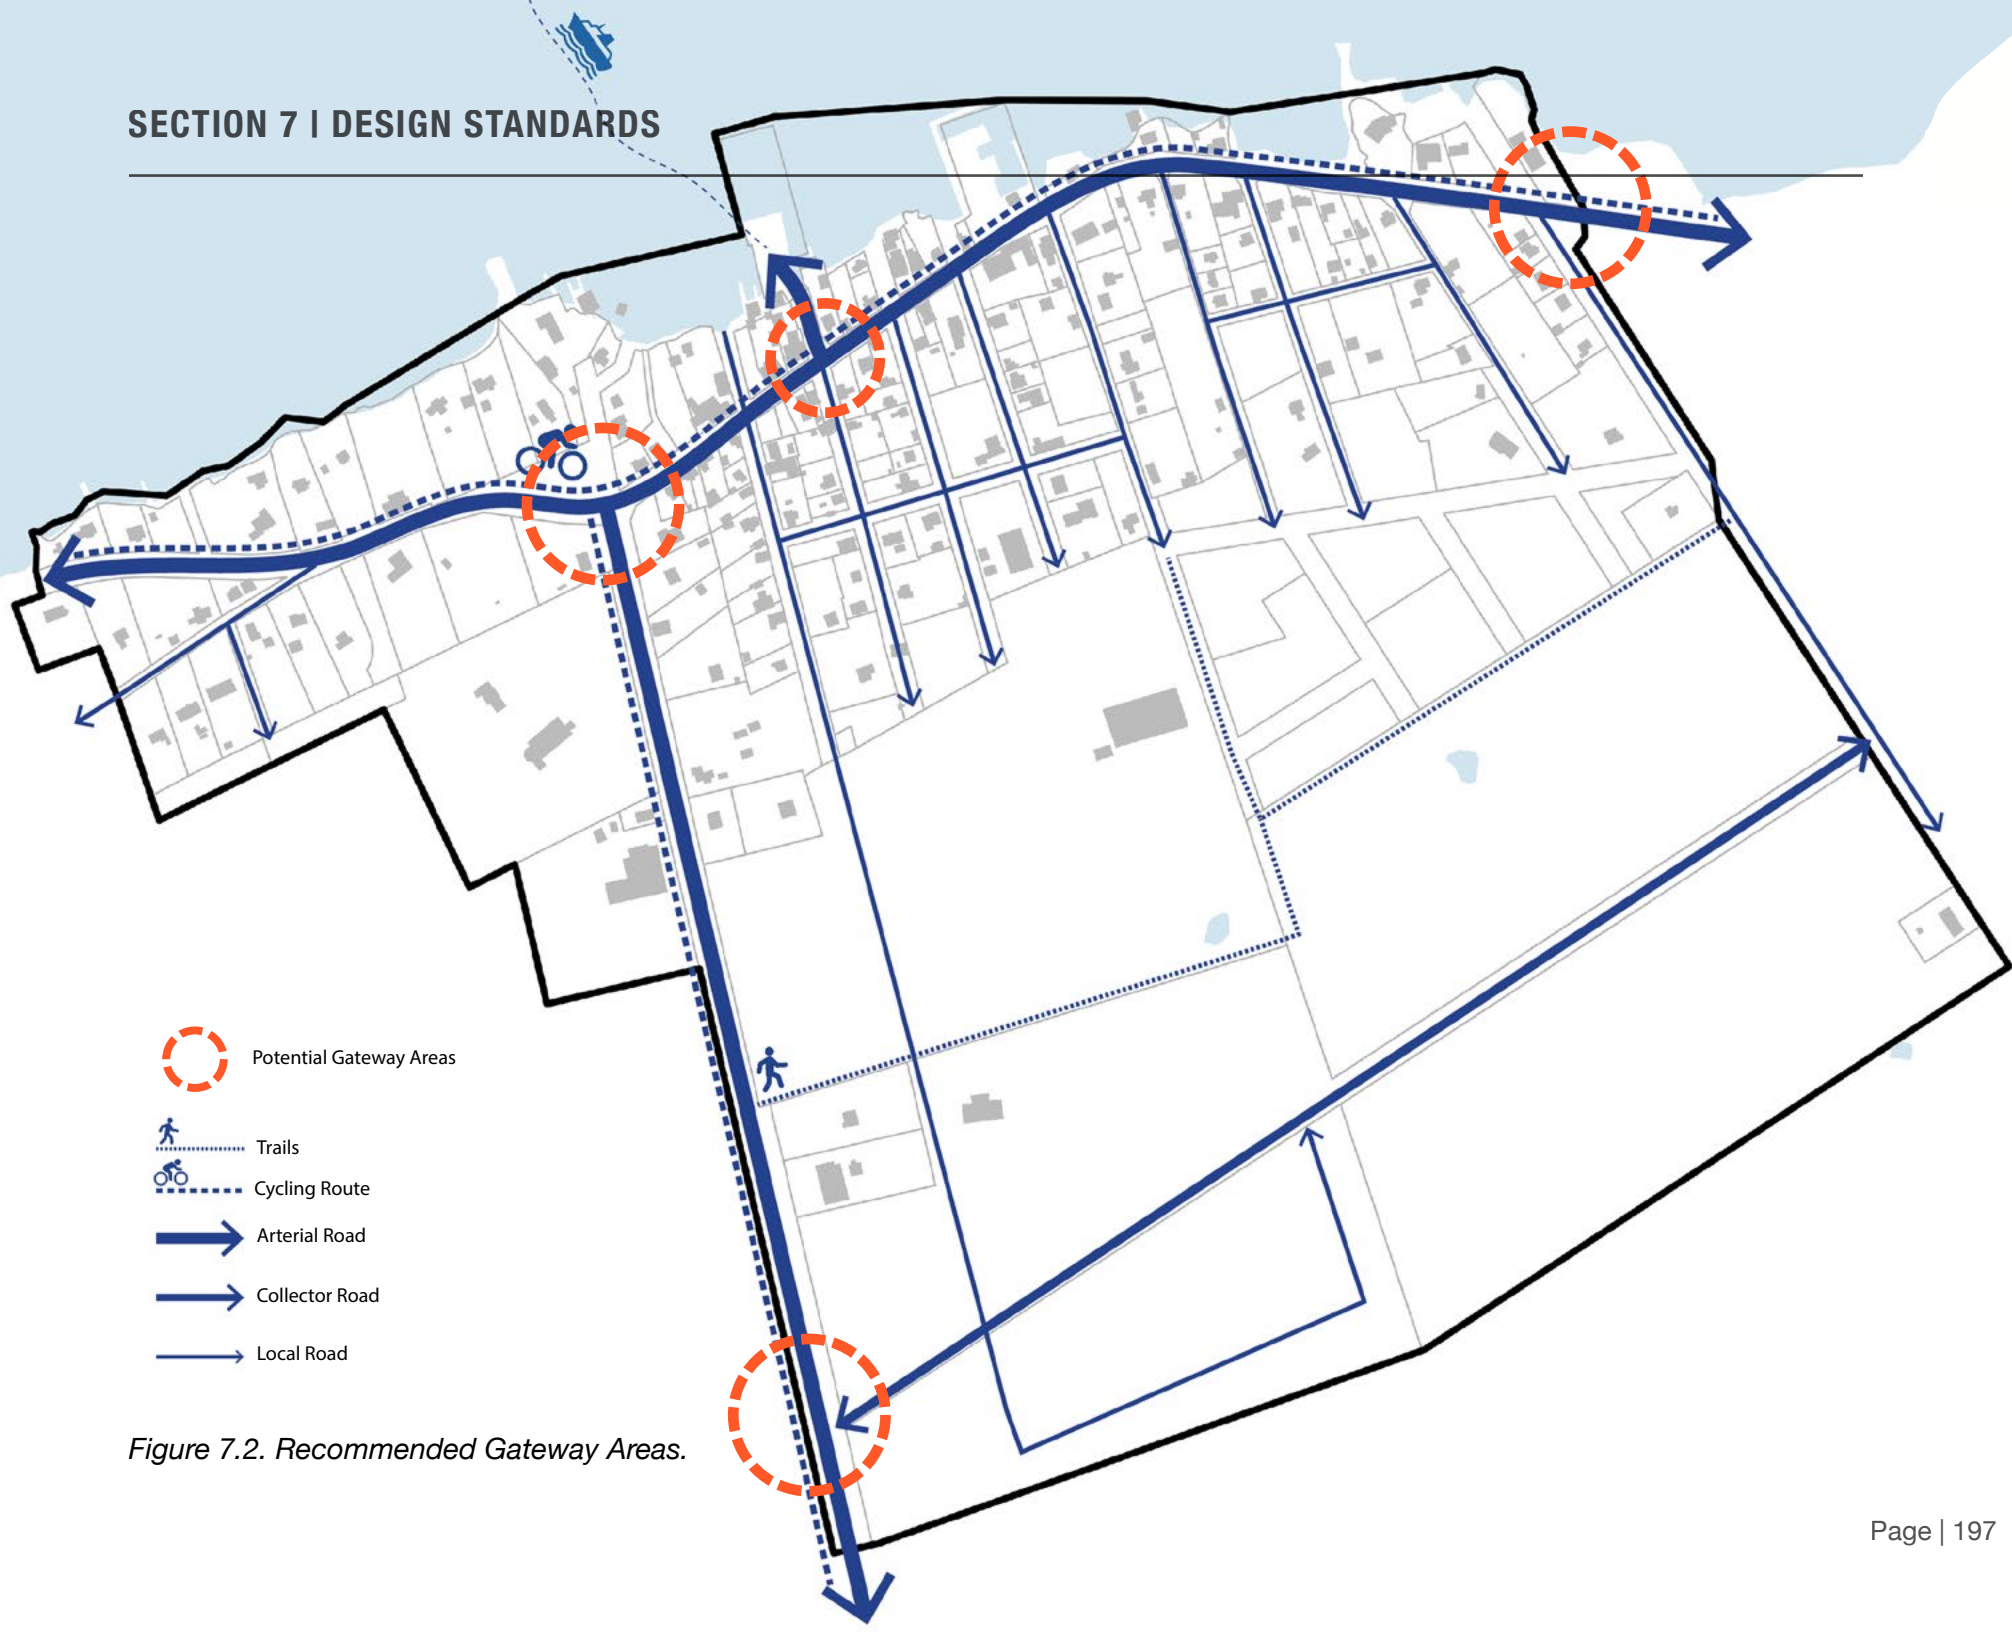 SECTION 7 | DESIGN STANDARDS
Potential Gateway Areas
Trails
Cycling Route
Arterial Road
Collector Road
Local Road
Figure 7.2. Recommended Gateway Areas.
Page | 197